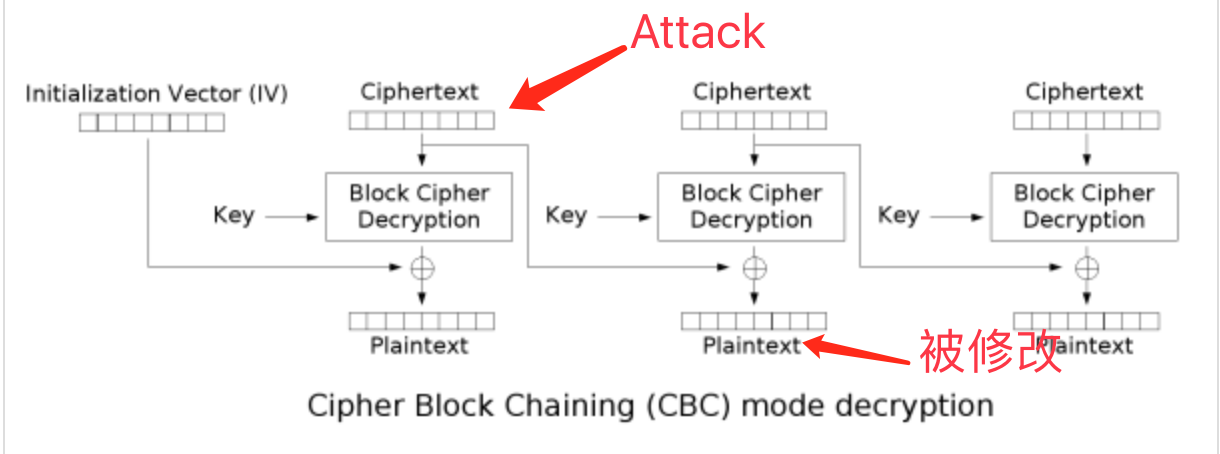 Attack
Initialization Vector (IV)
Ciphertext
Ciphertext
Ciphertext
Key
Block Cipher
Decryption
Key
Block Cipher
Decryption
Key
Block Cipher
Decryption
Plaintext
Plaintext
被修改
Plaintext
Cipher Block Chaining (CBC) mode decryption